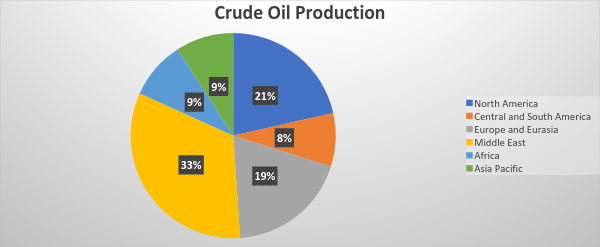 Crude Oil Production
21%
8%
19%
33%
9%
9%
North America
Central and South America
Europe and Eurasia
Middle East
Africa
Asia Pacific